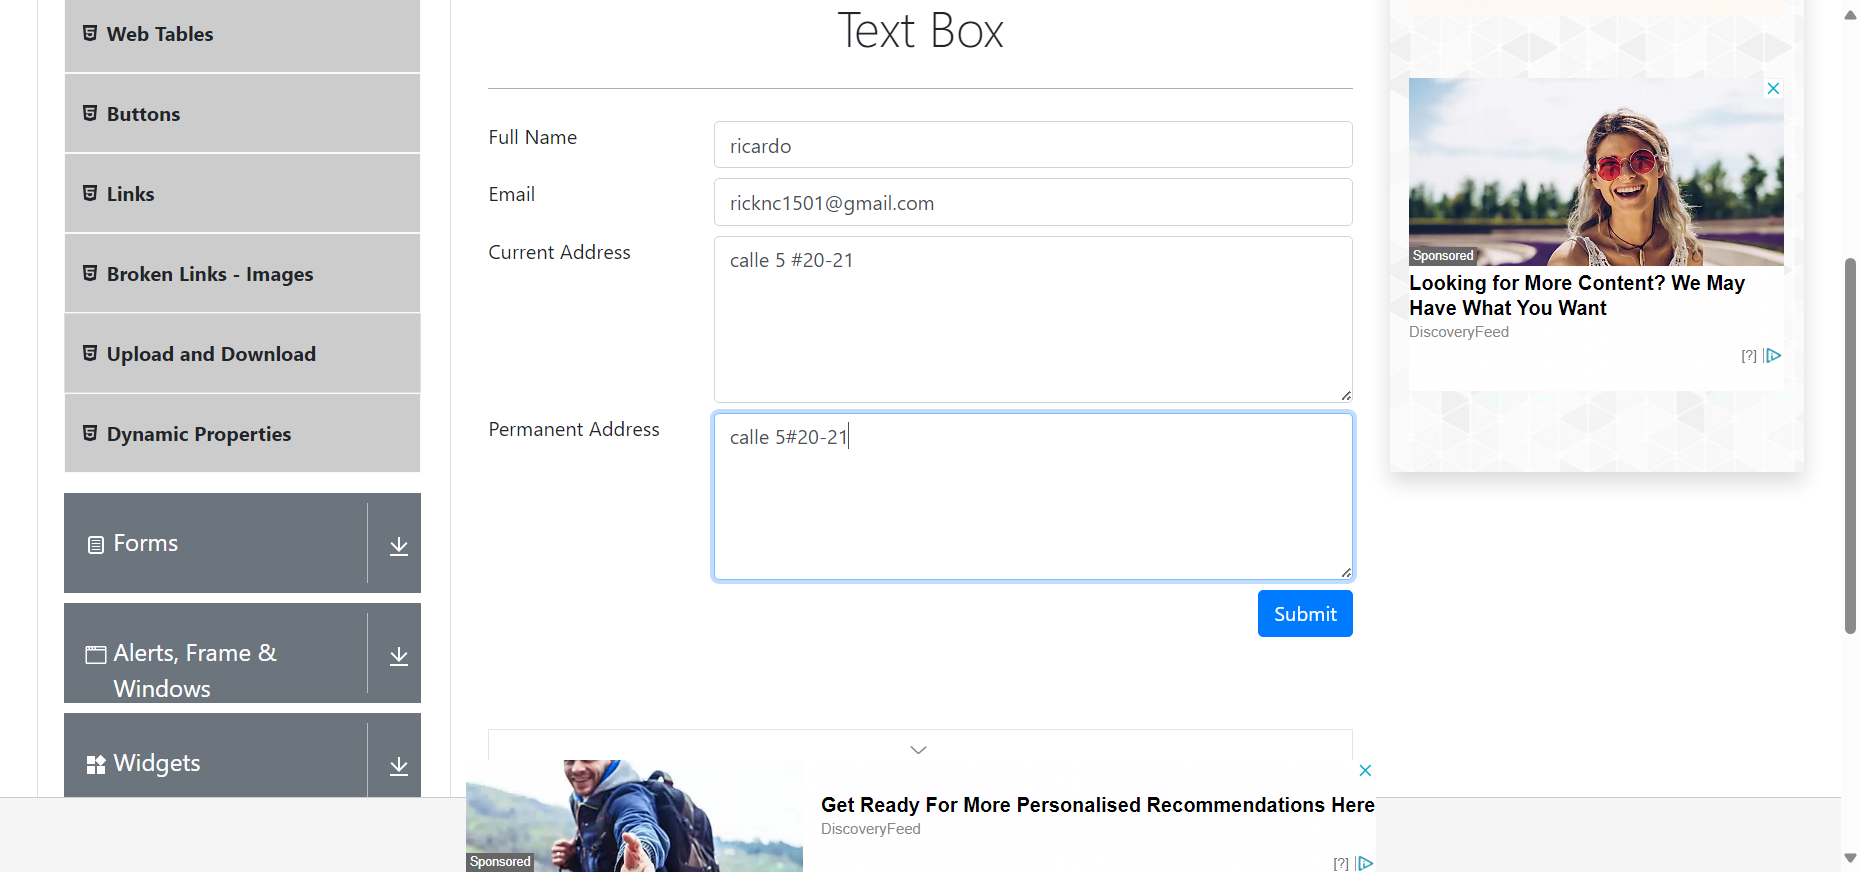 Web Tables
Buttons
Links
Broken Links - Images
Upload and Download
Dynamic Properties
Forms
Alerts, Frame &
Windows
Widgets
Text Box
Full Name
ricardo
Email
ricknc1501@gmail.com
Current Address
calle 5 #20-21
Permanent Address
calle 5#20-21
Submit
Sponsored
Looking for More Content? We May
Have What You Want
DiscoveryFeed
[?]
Sponsored
Get Ready For More Personalised Recommendations Here
DiscoveryFeed
[?]